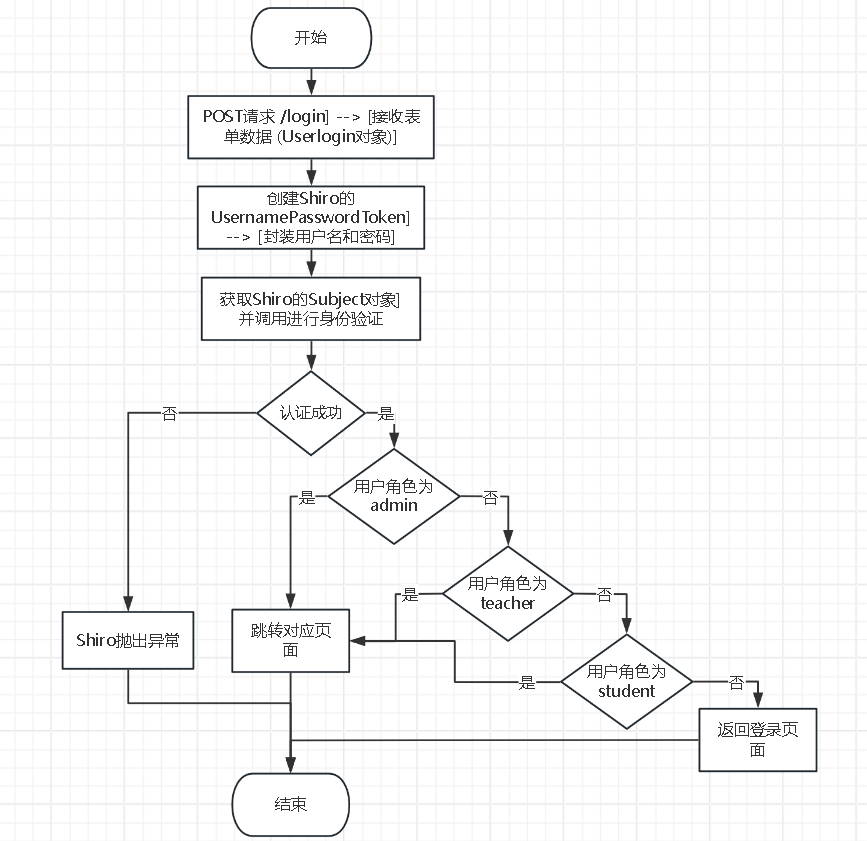 开始
POST请求 /login] --> [接收表
单数据 (Userlogin对象)]
创建Shiro的
UsernamePasswordToken]
--> [封装用户名和密码]
获取Shiro的Subject对象]
并调用进行身份验证
认证成功
否
是
用户角色为
admin
是
否
用户角色为
teacher
是
否
用户角色为
student
是
否
Shiro抛出异常
跳转对应页
面
返回登录页
面
结束